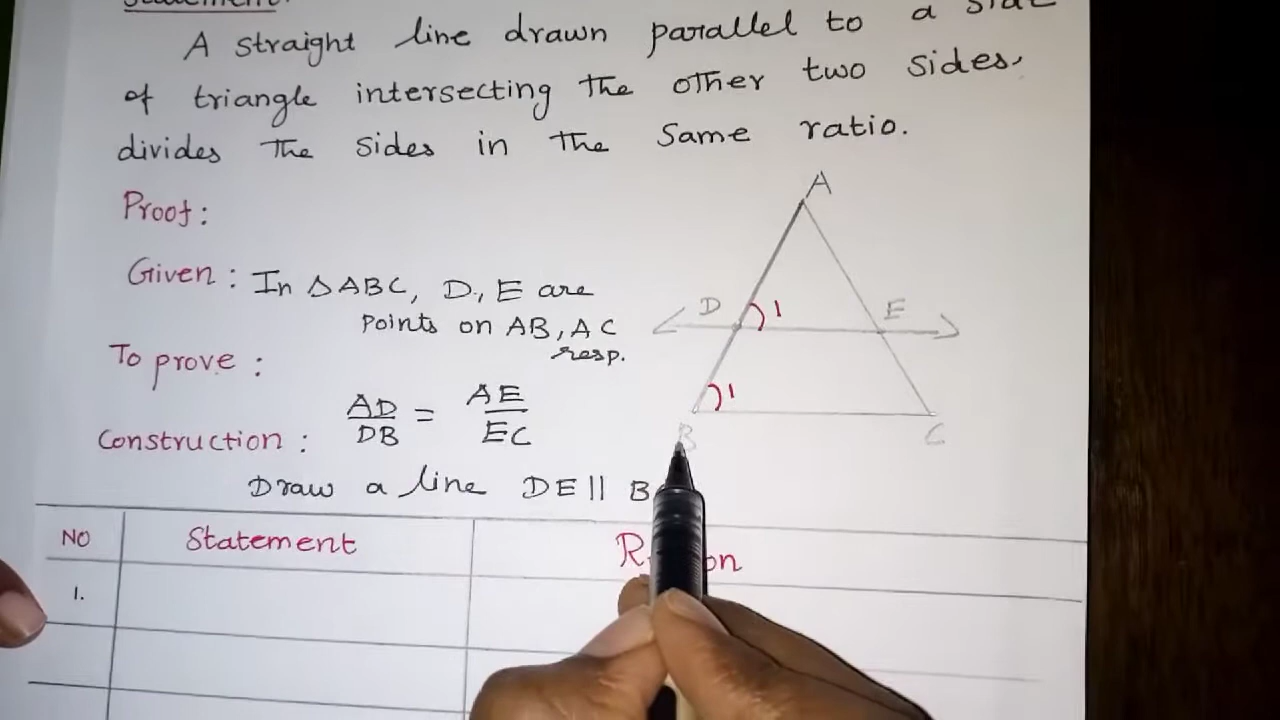 Statement:
A straight line drawn parallel to a side
of triangle intersecting the other two sides,
divides the sides in the same ratio.
Proof:
Given: In △ABC, D, E are
points on AB, AC
resp.
To prove:
AD/DB = AE/EC
Construction:
Draw a line DE || B
A
D
1
E
1
B
C
NO Statement
1.